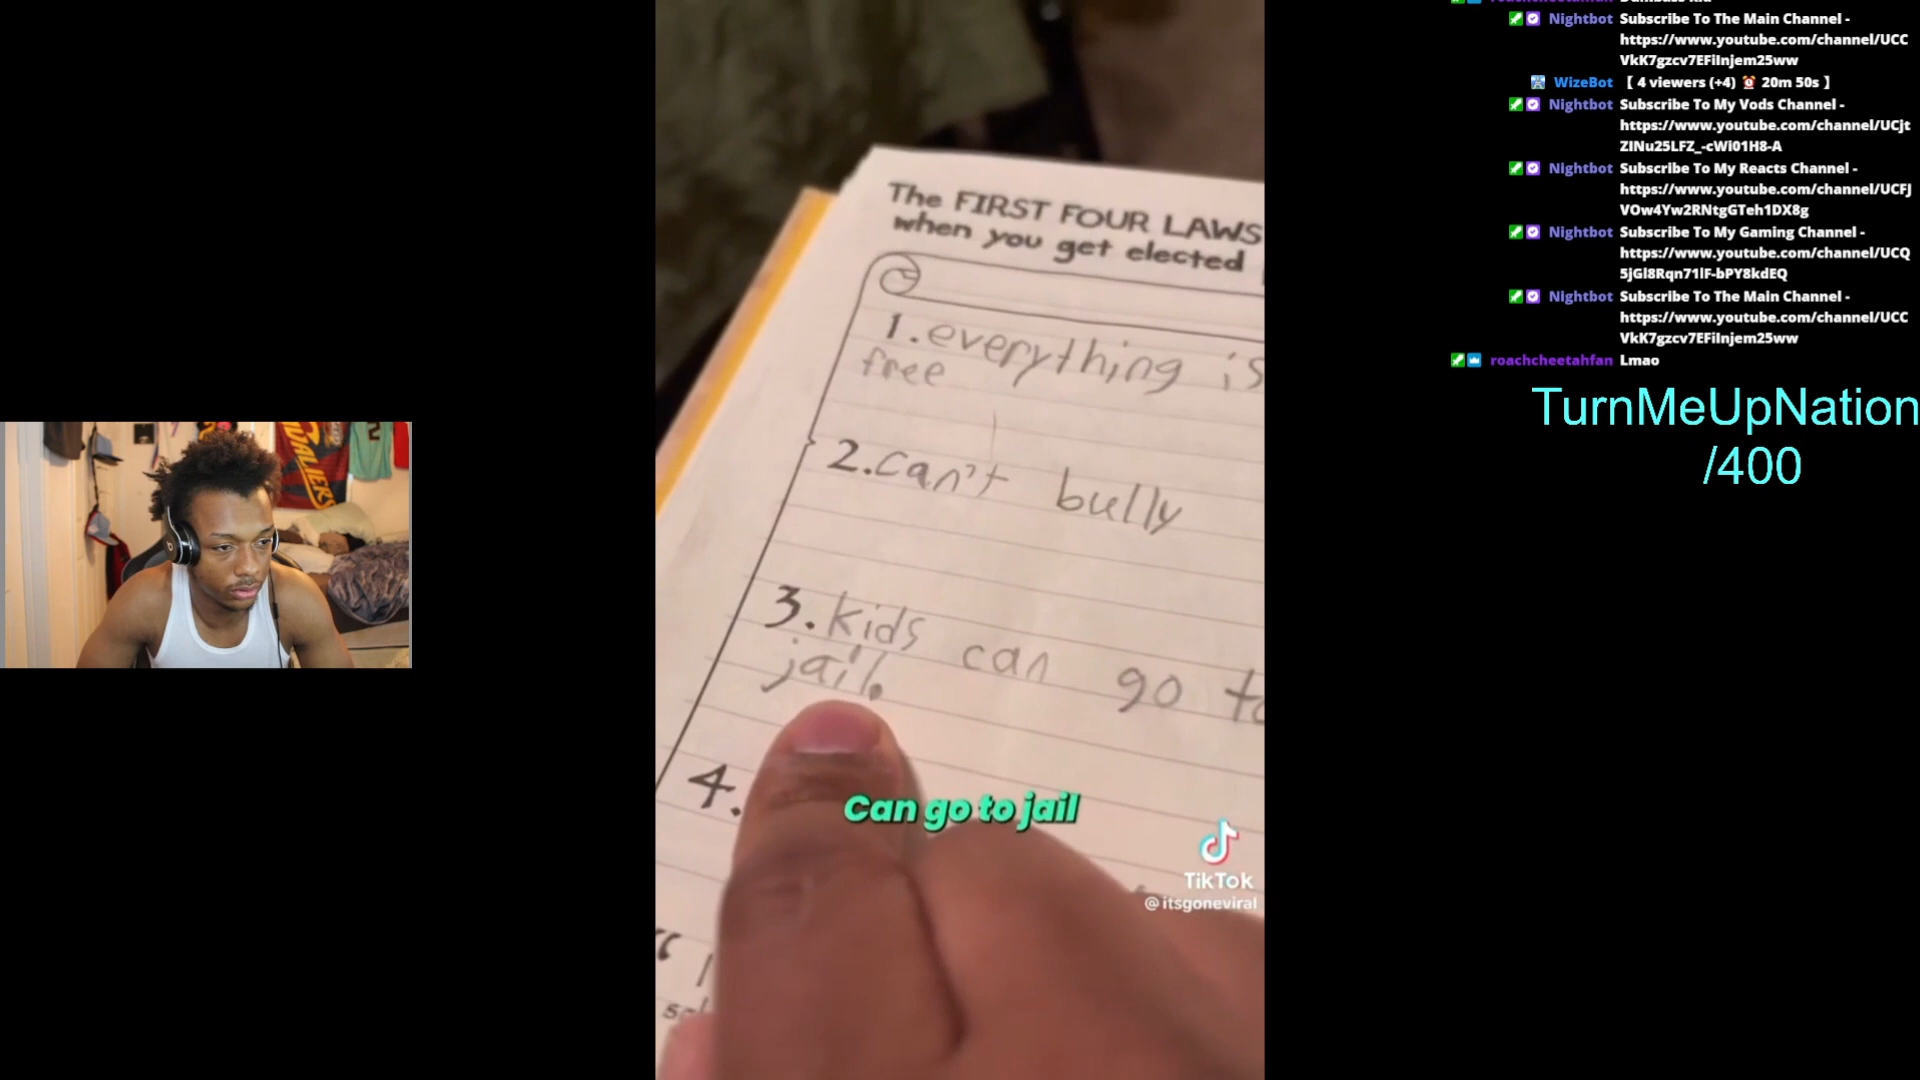 The FIRST FOUR LAWS
when you get elected
1. everything is
free
2. can't bully
3. kids can go to
jail.
4.
Can go to jail
TikTok
@itsgoneviral
CAVALIERS
2
Nightbot Subscribe To The Main Channel -
https://www.youtube.com/channel/UCC
VkK7gzcv7EFiInjem25ww
WizeBot 【 4 viewers (+4) ⏰ 20m 50s 】
Nightbot Subscribe To My Vods Channel -
https://www.youtube.com/channel/UCjt
ZINu25LFZ_-cWi01H8-A
Nightbot Subscribe To My Reacts Channel -
https://www.youtube.com/channel/UCFJ
VOw4Yw2RNtgGTeh1DX8g
Nightbot Subscribe To My Gaming Channel -
https://www.youtube.com/channel/UCQ
5jGl8Rqn71lF-bPY8kdEQ
Nightbot Subscribe To The Main Channel -
https://www.youtube.com/channel/UCC
VkK7gzcv7EFiInjem25ww
roachcheetahfan Lmao
TurnMeUpNation
/400